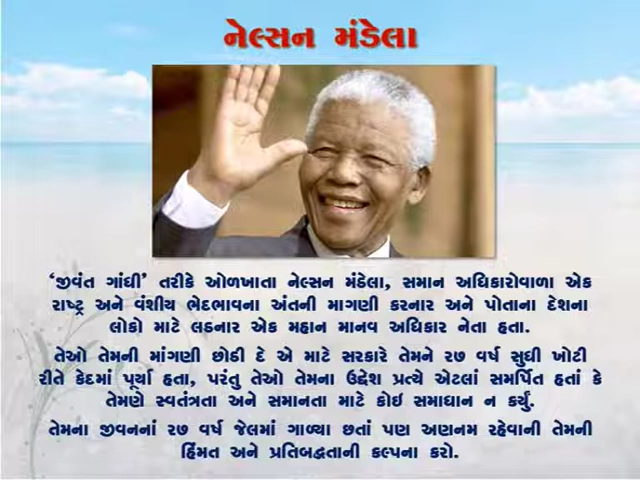 નેલ્સન મંડેલા
‘જીવંત ગાંધી’ તરીકે ઓળખાતા નેલ્સન મંડેલા, સમાન અધિકારોવાળા એક
રાષ્ટ્ર અને વંશીય ભેદભાવના અંતની માગણી કરનાર અને પોતાના દેશના
લોકો માટે લડનાર એક મહાન માનવ અધિકાર નેતા હતા.
તેઓ તેમની માંગણી છોડી દે એ માટે સરકારે તેમને ૨૭ વર્ષ સુધી ખોટી
રીતે કેદમાં પૂર્યા હતા, પરંતુ તેઓ તેમના ઉદ્દેશ પ્રત્યે એટલાં સમર્પિત હતાં કે
તેમણે સ્વતંત્રતા અને સમાનતા માટે કોઇ સમાધાન ન કર્યું.
તેમના જીવનનાં ૨૭ વર્ષ જેલમાં ગાળ્યા છતાં પણ અણનમ રહેવાની તેમની
હિંમત અને પ્રતિબદ્ધતાની કલ્પના કરો.